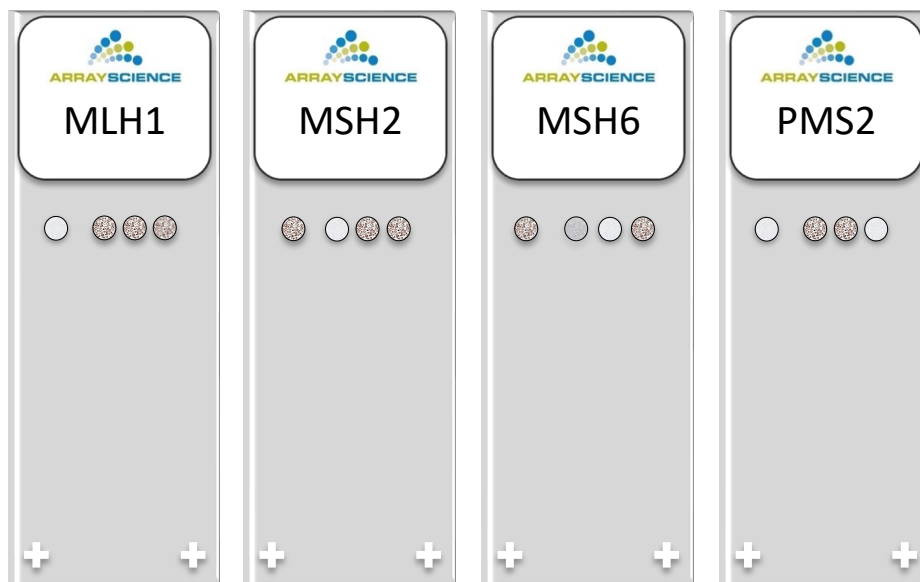 ARRAYSCIENCE
MLH1
ARRAYSCIENCE
MSH2
ARRAYSCIENCE
MSH6
ARRAYSCIENCE
PMS2